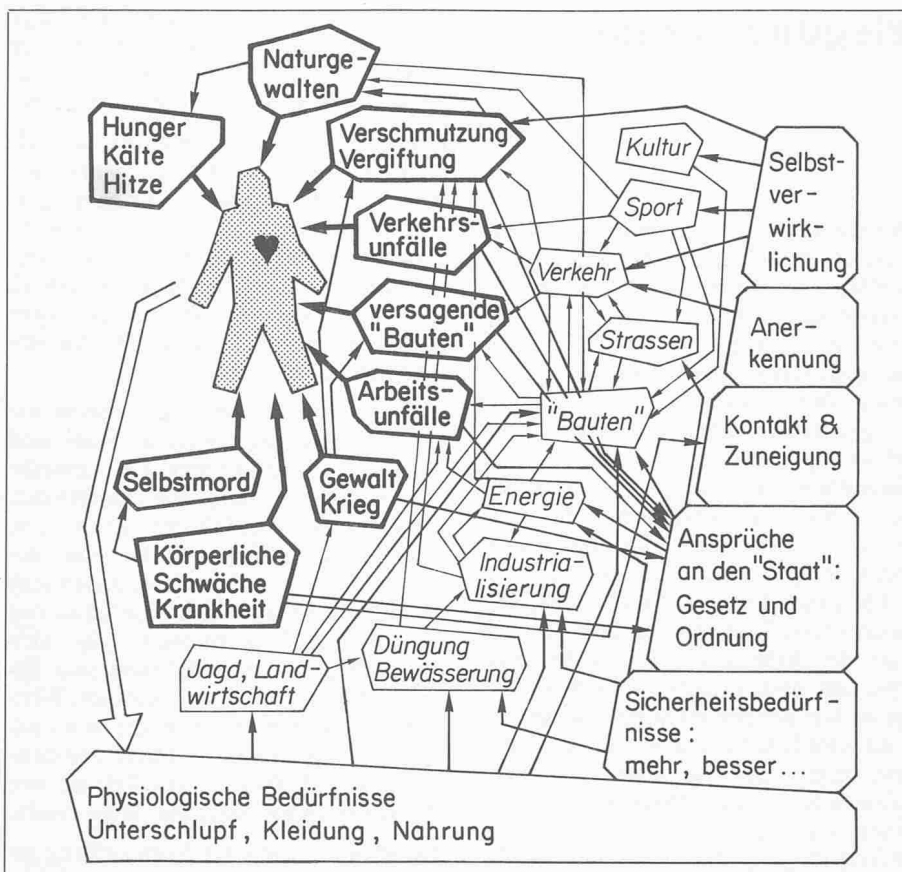 Naturge-
walten
Hunger
Kälte
Hitze
Verschmutzung
Vergiftung
Kultur
Selbst-
ver-
wirk-
lichung
Sport
Verkehrs-
unfälle
Verkehr
versagende
"Bauten"
Strassen
Aner-
kennung
Arbeits-
unfälle
"Bauten"
Kontakt &
Zuneigung
Selbstmord
Gewalt
Krieg
Energie
Ansprüche
an den "Staat":
Gesetz und
Ordnung
Körperliche
Schwäche
Krankheit
Industria-
lisierung
Jagd, Land-
wirtschaft
Düngung
Bewässerung
Sicherheitsbedürf-
nisse:
mehr, besser...
Physiologische Bedürfnisse
Unterschlupf, Kleidung, Nahrung